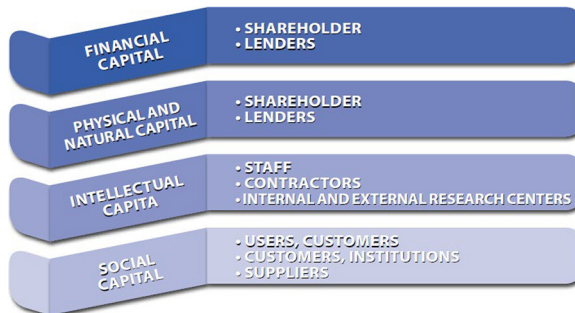 FINANCIAL
CAPITAL
• SHAREHOLDER
• LENDERS
PHYSICAL AND
NATURAL CAPITAL
• SHAREHOLDER
• LENDERS
INTELLECTUAL
CAPITA
• STAFF
• CONTRACTORS
• INTERNAL AND EXTERNAL RESEARCH CENTERS
SOCIAL
CAPITAL
• USERS, CUSTOMERS
• CUSTOMERS, INSTITUTIONS
• SUPPLIERS